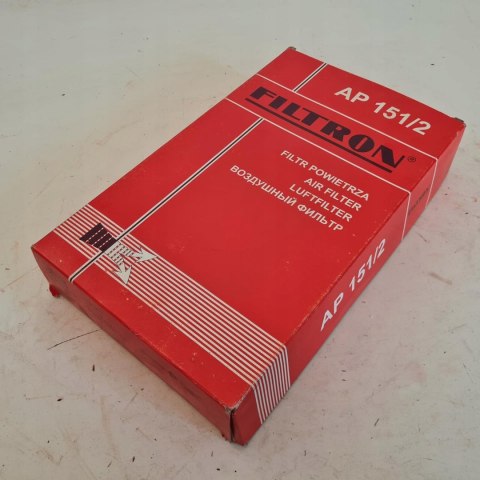 AP 151/2
FILTRON®
FILTR POWIETRZA
AIR FILTER
LUFTFILTER
ВОЗДУШНЫЙ ФИЛЬТР
AP 151/2